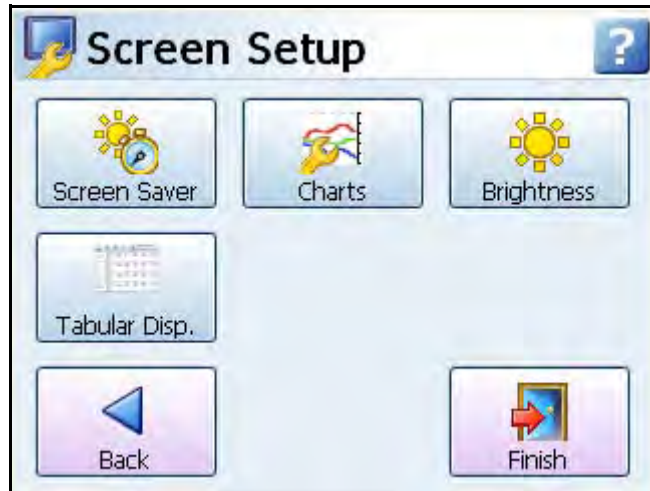 Screen Setup
?
Screen Saver
Charts
Brightness
Tabular Disp.
Back
Finish